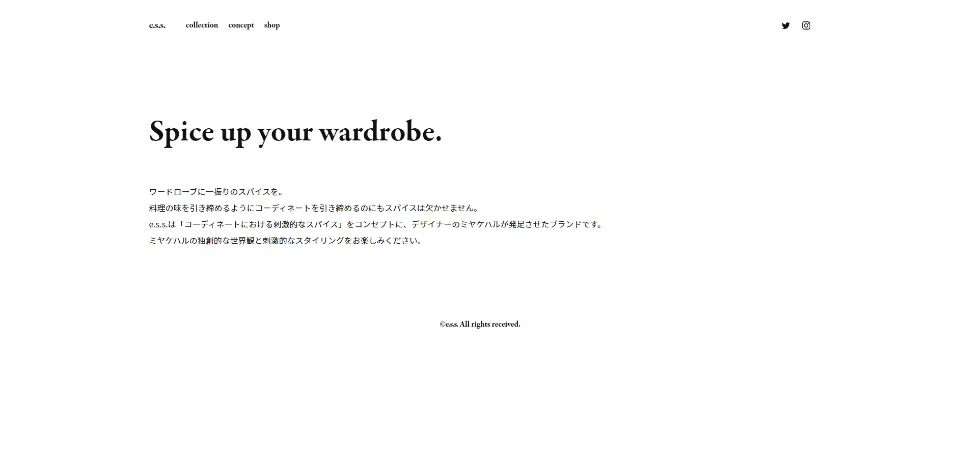 e.s.s. collection concept shop
Spice up your wardrobe.
ワードローブに一振りのスパイスを。
料理の味を引き締めるようにコーディネートを引き締めるのにもスパイスは欠かせません。
e.s.s.は「コーディネートにおける刺激的なスパイス」をコンセプトに、デザイナーのミヤケハルが発足させたブランドです。
ミヤケハルの独創的な世界観と刺激的なスタイリングをお楽しみください。
©e.s.s. All rights received.